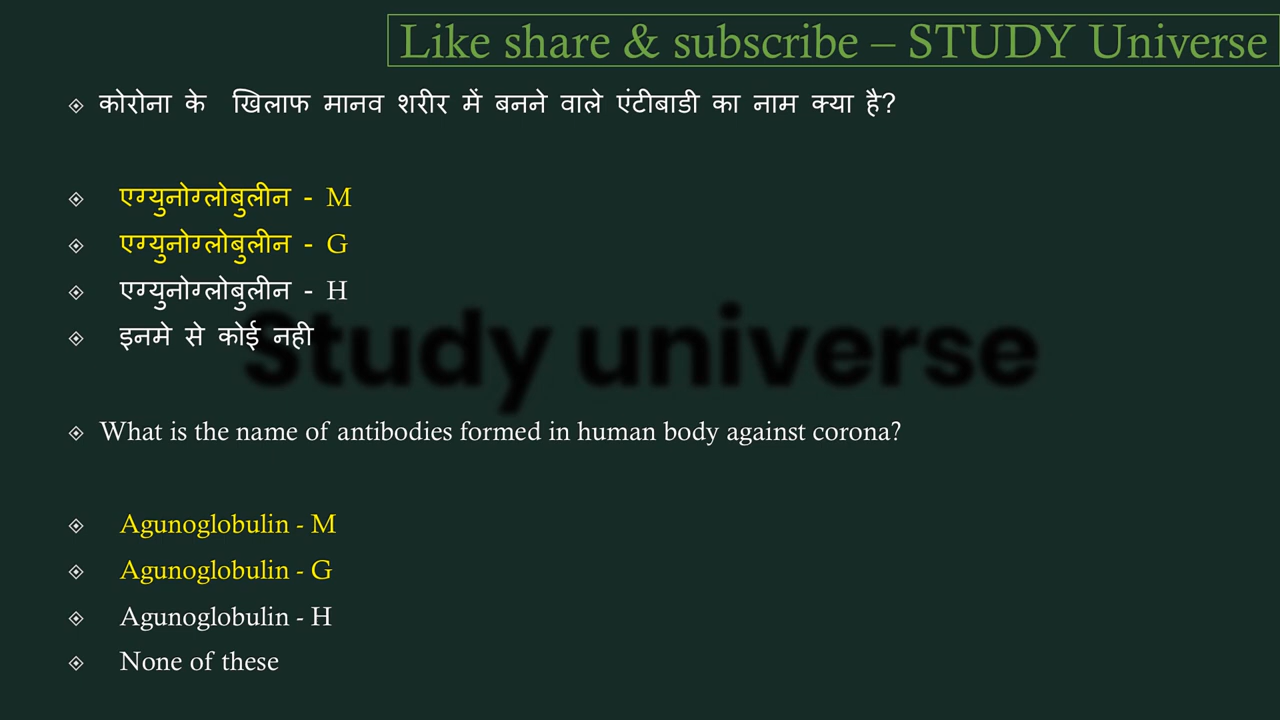 Like share & subscribe – STUDY Universe
कोरोना के खिलाफ मानव शरीर में बनने वाले एंटीबाडी का नाम क्या है?
एग्युनोग्लोबुलीन - M
एग्युनोग्लोबुलीन - G
एग्युनोग्लोबुलीन - H
इनमे से कोई नही
Study universe
What is the name of antibodies formed in human body against corona?
Agunoglobulin - M
Agunoglobulin - G
Agunoglobulin - H
None of these